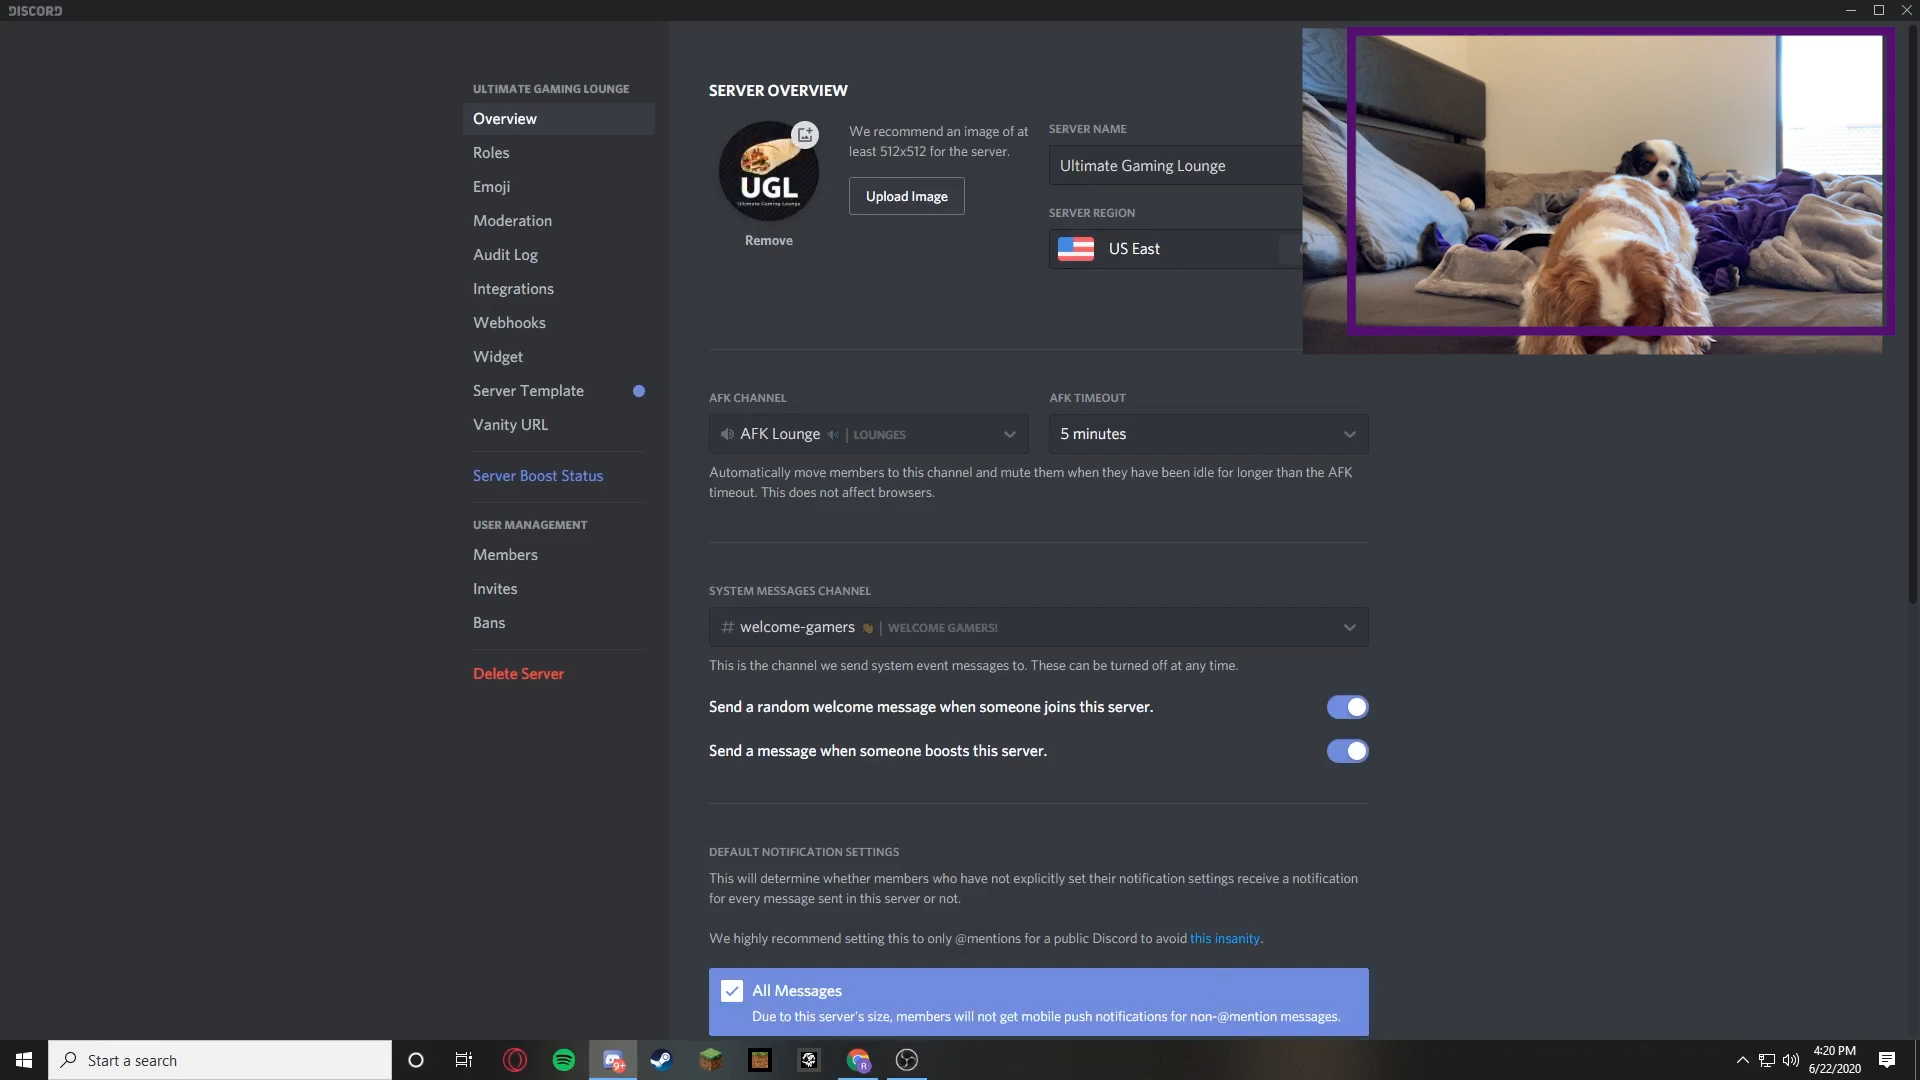 DISCORD
ULTIMATE GAMING LOUNGE
Overview
Roles
Emoji
Moderation
Audit Log
Integrations
Webhooks
Widget
Server Template
Vanity URL
Server Boost Status
USER MANAGEMENT
Members
Invites
Bans
Delete Server
SERVER OVERVIEW
UGL
Ultimate Gaming Lounge
Remove
We recommend an image of at
least 512x512 for the server.
Upload Image
SERVER NAME
Ultimate Gaming Lounge
SERVER REGION
US East
AFK CHANNEL
AFK Lounge | LOUNGES
AFK TIMEOUT
5 minutes
Automatically move members to this channel and mute them when they have been idle for longer than the AFK
timeout. This does not affect browsers.
SYSTEM MESSAGES CHANNEL
# welcome-gamers 👋 | WELCOME GAMERS!
This is the channel we send system event messages to. These can be turned off at any time.
Send a random welcome message when someone joins this server.
Send a message when someone boosts this server.
DEFAULT NOTIFICATION SETTINGS
This will determine whether members who have not explicitly set their notification settings receive a notification
for every message sent in this server or not.
We highly recommend setting this to only @mentions for a public Discord to avoid this insanity.
All Messages
Due to this server's size, members will not get mobile push notifications for non-@mention messages.
Start a search
9+
R
4:20 PM
6/22/2020